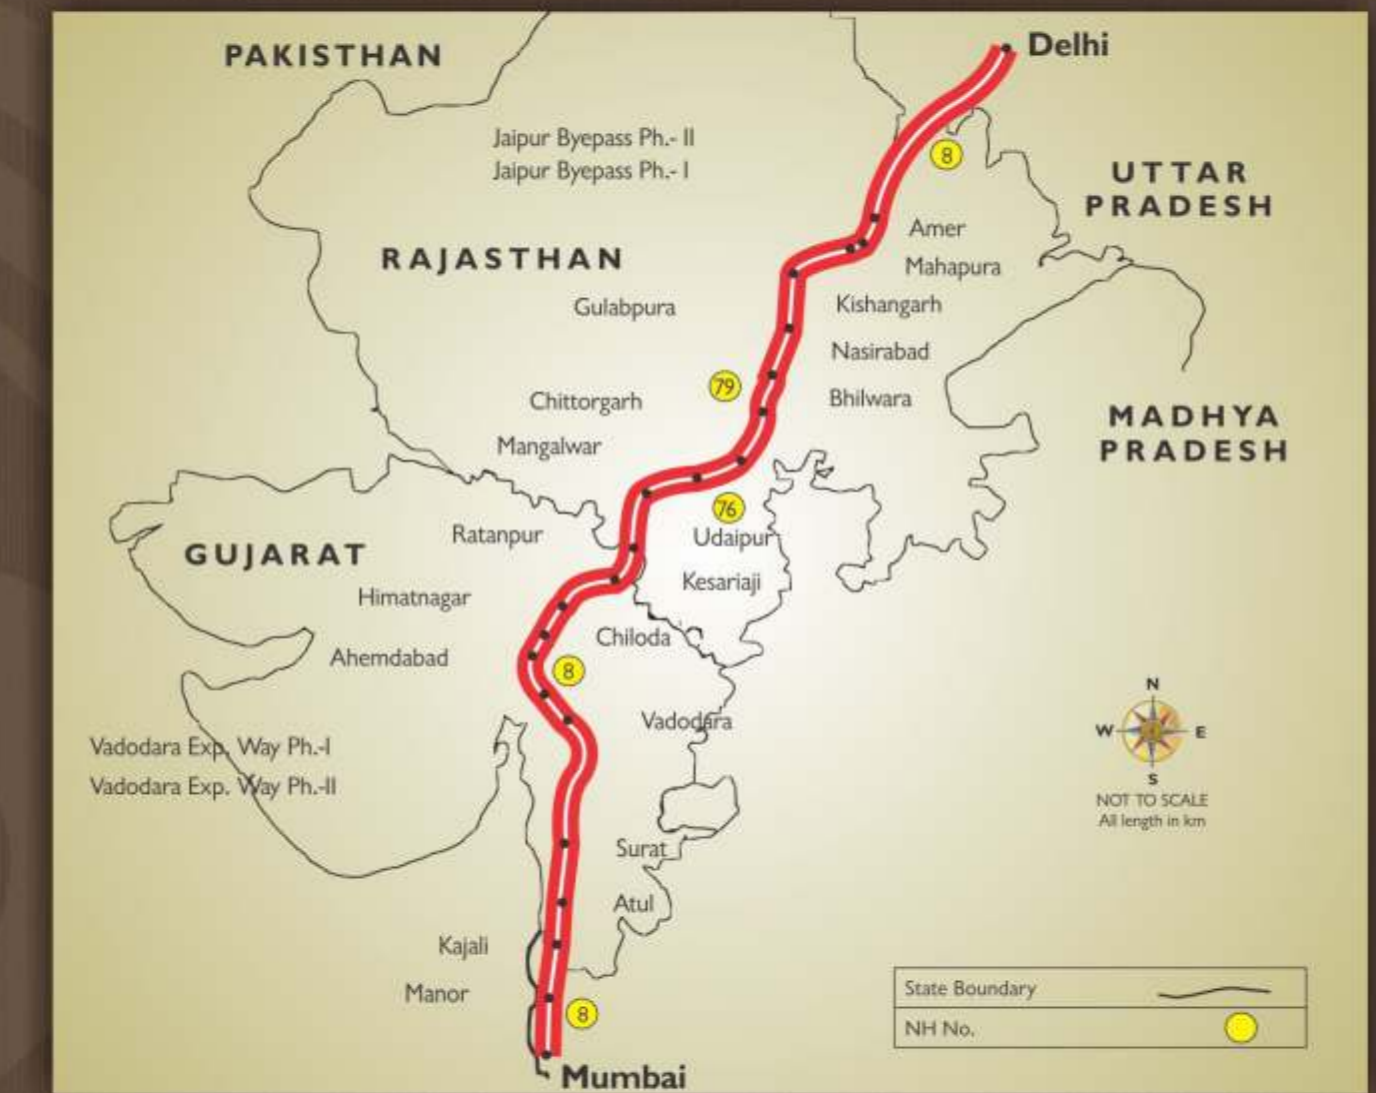 Delhi
PAKISTHAN
Jaipur Byepass Ph.- II
8
Jaipur Byepass Ph.- I
UTTAR
PRADESH
Amer
RAJASTHAN
Mahapura
Gulabpura
Kishangarh
Nasirabad
79
Chittorgarh
Bhilwara
MADHYA
PRADESH
Mangalwar
76
Ratanpur
Udaipur
GUJARAT
Kesariaji
Himatnagar
Chiloda
Ahemdabad
8
N
Vadodara
W
E
Vadodara Exp. Way Ph.-I
S
Vadodara Exp. Way Ph.-II
NOT TO SCALE
All length in km
Surat
Atul
Kajali
Manor
State Boundary
8
NH No.
Mumbai